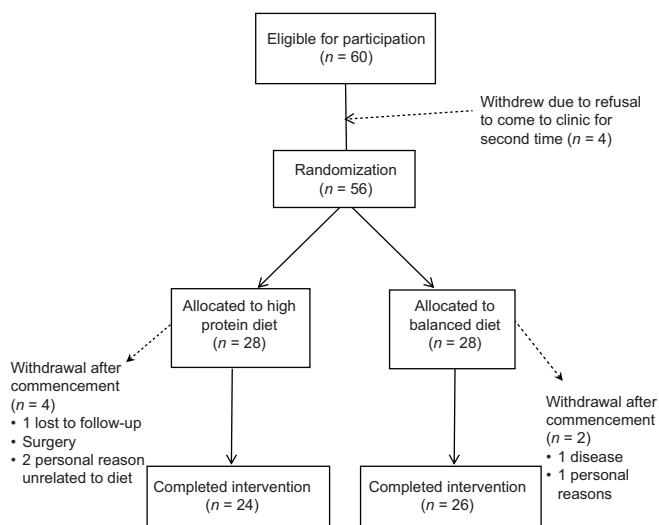 Eligible for participation
(n = 60)
Withdrew due to refusal
to come to clinic for
second time (n = 4)
Randomization
(n = 56)
Allocated to high
protein diet
(n = 28)
Allocated to
balanced diet
(n = 28)
Withdrawal after
commencement
(n = 4)
• 1 lost to follow-up
• Surgery
• 2 personal reason
unrelated to diet
Withdrawal after
commencement
(n = 2)
• 1 disease
• 1 personal
reasons
Completed intervention
(n = 24)
Completed intervention
(n = 26)